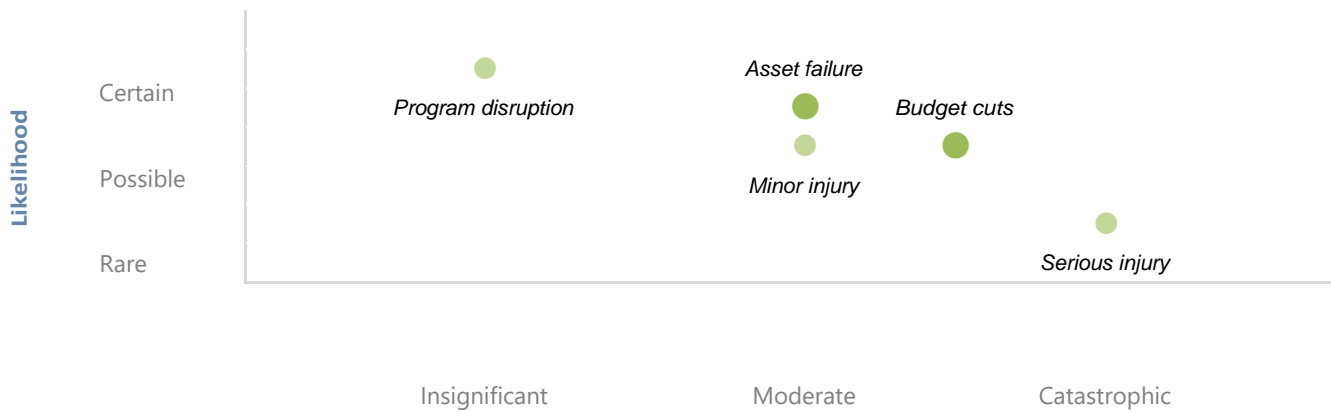 Likelihood
Certain
Possible
Rare
Program disruption
Asset failure
Budget cuts
Minor injury
Serious injury
Insignificant
Moderate
Catastrophic